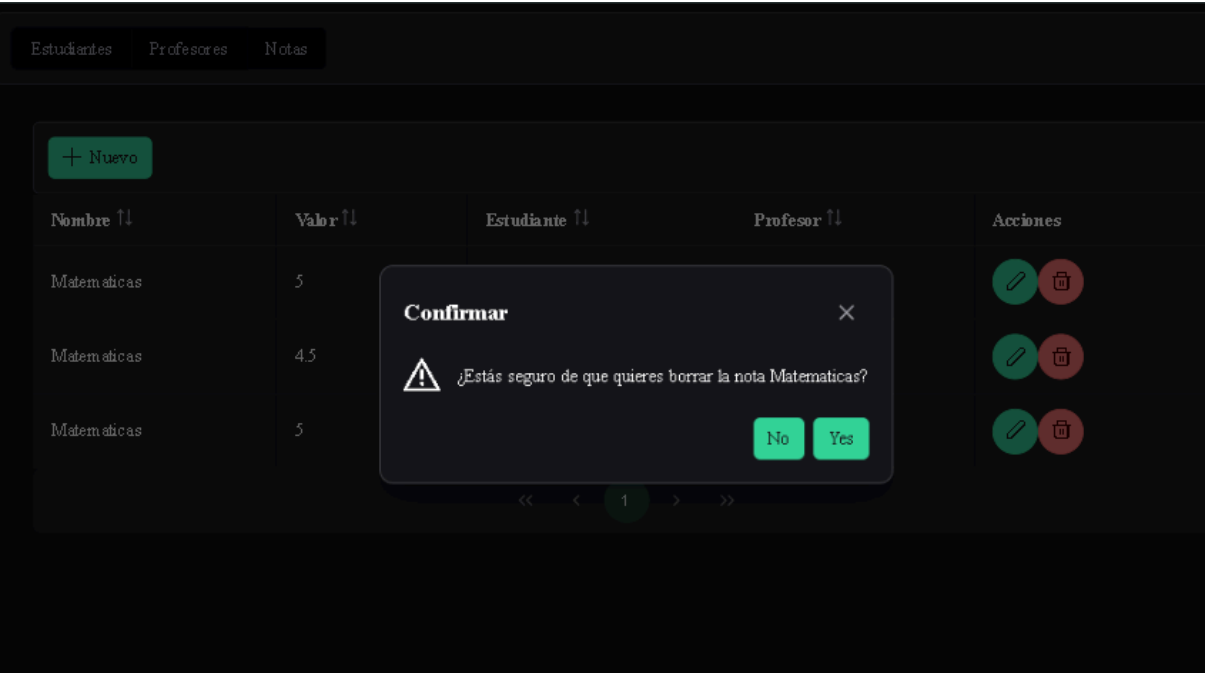 Estudiantes Profesores Notas
Nuevo
Nombre Valor Estudiante Profesor Acciones
Matematicas 5
Matematicas 4.5
Matematicas 5
Confirmar
¿Estás seguro de que quieres borrar la nota Matematicas?
No Yes
1